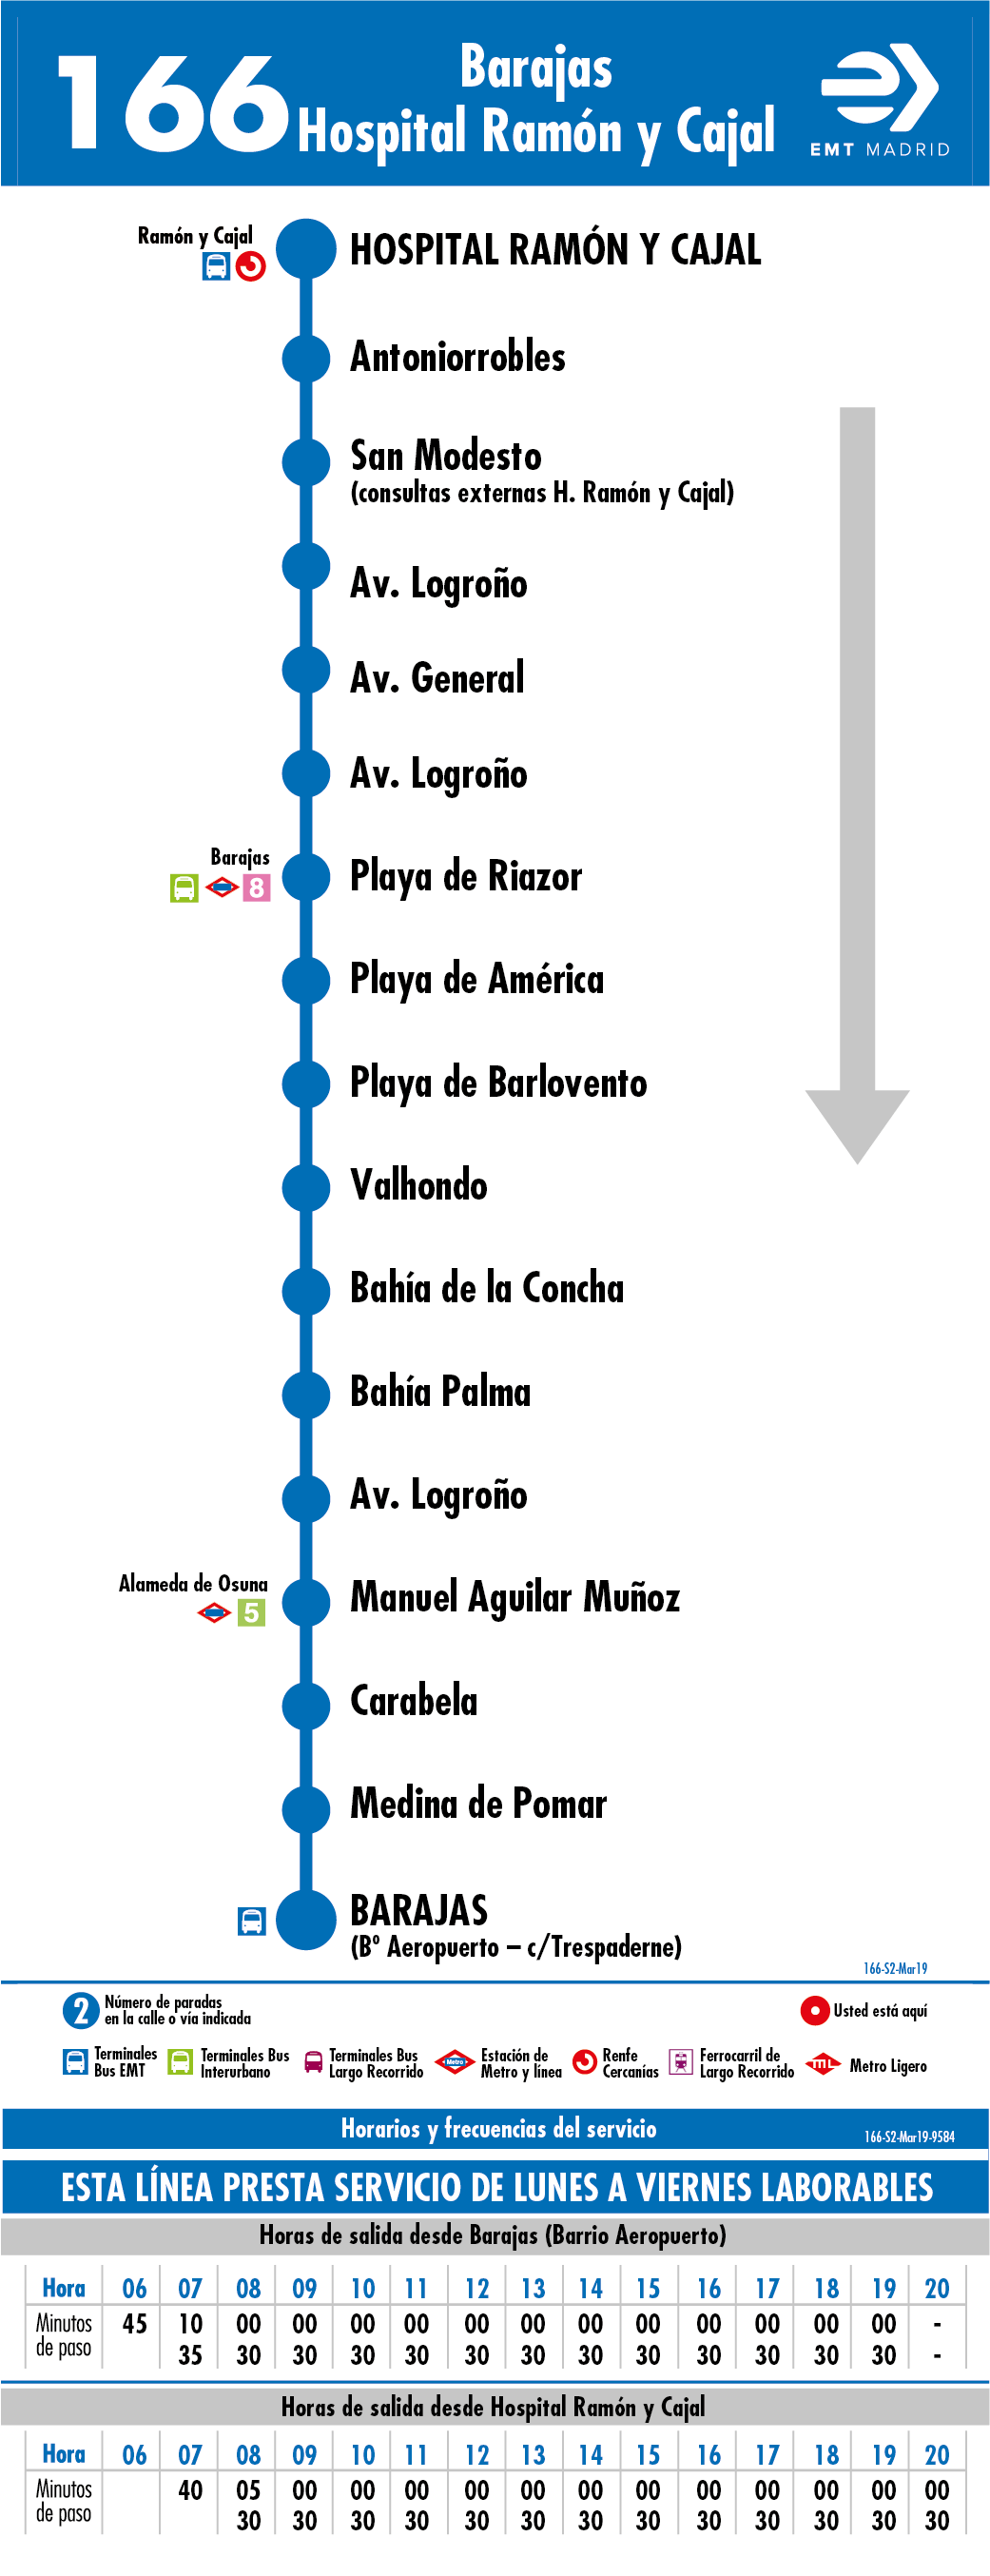 166
Barajas
Hospital Ramón y Cajal
EMT MADRID
Ramón y Cajal
HOSPITAL RAMÓN Y CAJAL
Antoniorrobles
San Modesto
(consultas externas H. Ramón y Cajal)
Av. Logroño
Av. General
Av. Logroño
Barajas
8
Playa de Riazor
Playa de América
Playa de Barlovento
Valhondo
Bahía de la Concha
Bahía Palma
Av. Logroño
Alameda de Osuna
5
Manuel Aguilar Muñoz
Carabela
Medina de Pomar
BARAJAS
(Bº Aeropuerto – c/Trespaderne)
166-S2-Mar19
2 Número de paradas
en la calle o vía indicada
Usted está aquí
Terminales
Bus EMT
Terminales Bus
Interurbano
Terminales Bus
Largo Recorrido
Metro
Estación de
Metro y línea
Renfe
Cercanías
Ferrocarril de
Largo Recorrido
ML
Metro Ligero
Horarios y frecuencias del servicio
166-S2-Mar19-9584
ESTA LÍNEA PRESTA SERVICIO DE LUNES A VIERNES LABORABLES
Horas de salida desde Barajas (Barrio Aeropuerto)
Hora 06 07 08 09 10 11 12 13 14 15 16 17 18 19 20
Minutos de paso
45 10 00 00 00 00 00 00 00 00 00 00 00 00 -
35 30 30 30 30 30 30 30 30 30 30 30 30 -
Horas de salida desde Hospital Ramón y Cajal
Hora 06 07 08 09 10 11 12 13 14 15 16 17 18 19 20
Minutos de paso
40 05 00 00 00 00 00 00 00 00 00 00 00 00
30 30 30 30 30 30 30 30 30 30 30 30 30